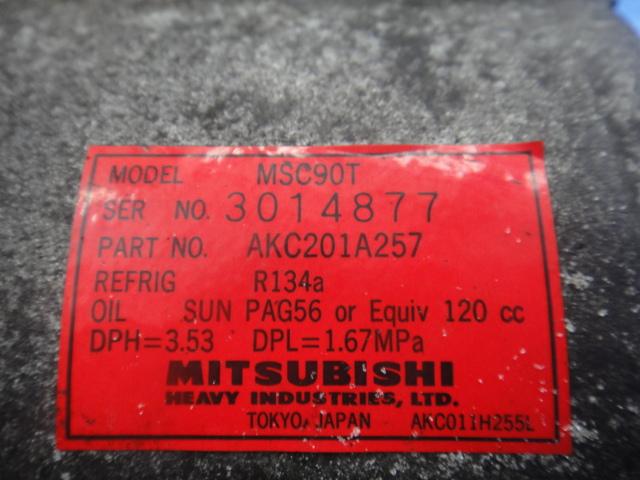 MODEL MSC90T
SER NO. 3014877
PART NO. AKC201A257
REFRIG R134a
OIL SUN PAG56 or Equiv 120 cc
DPH=3.53 DPL=1.67MPa
MITSUBISHI
HEAVY INDUSTRIES, LTD.
TOKYO, JAPAN AKC011H255L